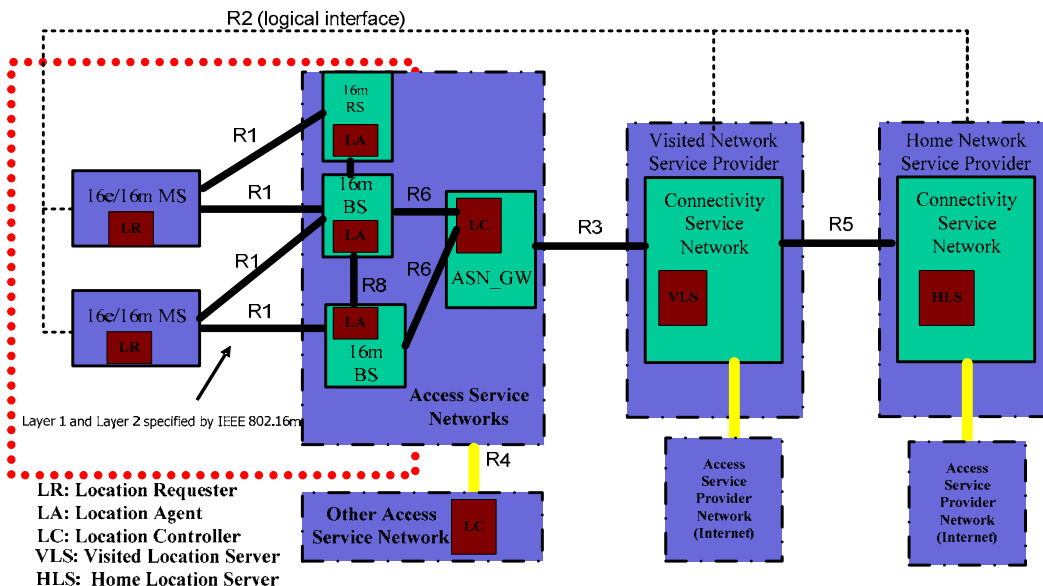 R2 (logical interface)
16m
RS
LA
R1
R1
16e/16m MS
LR
16m
BS
LA
R6
LC
ASN_GW
R1
R6
R8
R1
16e/16m MS
LR
LA
16m
BS
Layer 1 and Layer 2 specified by IEEE 802.16m
Access Service
Networks
R3
Visited Network
Service Provider
Connectivity
Service
Network
VLS
R5
Home Network
Service Provider
Connectivity
Service
Network
HLS
R4
Other Access
Service Network
LC
Access
Service
Provider
Network
(Internet)
Access
Service
Provider
Network
(Internet)
LR: Location Requester
LA: Location Agent
LC: Location Controller
VLS: Visited Location Server
HLS: Home Location Server